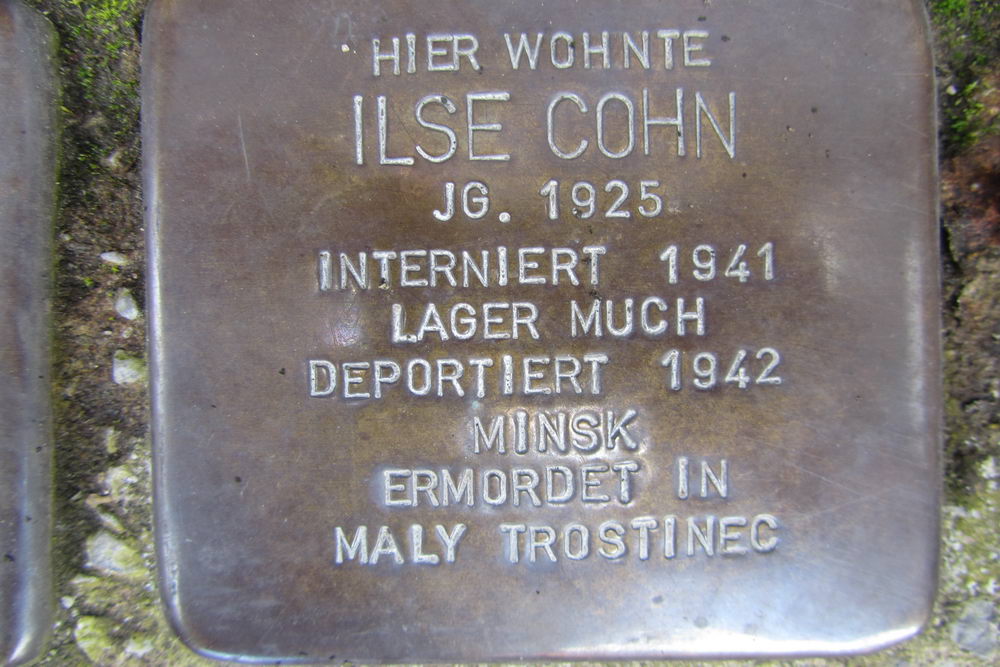 HIER WOHNTE
ILSE COHN
JG. 1925
INTERNIERT 1941
LAGER MUCH
DEPORTIERT 1942
MINSK
ERMORDET IN
MALY TROSTINEC